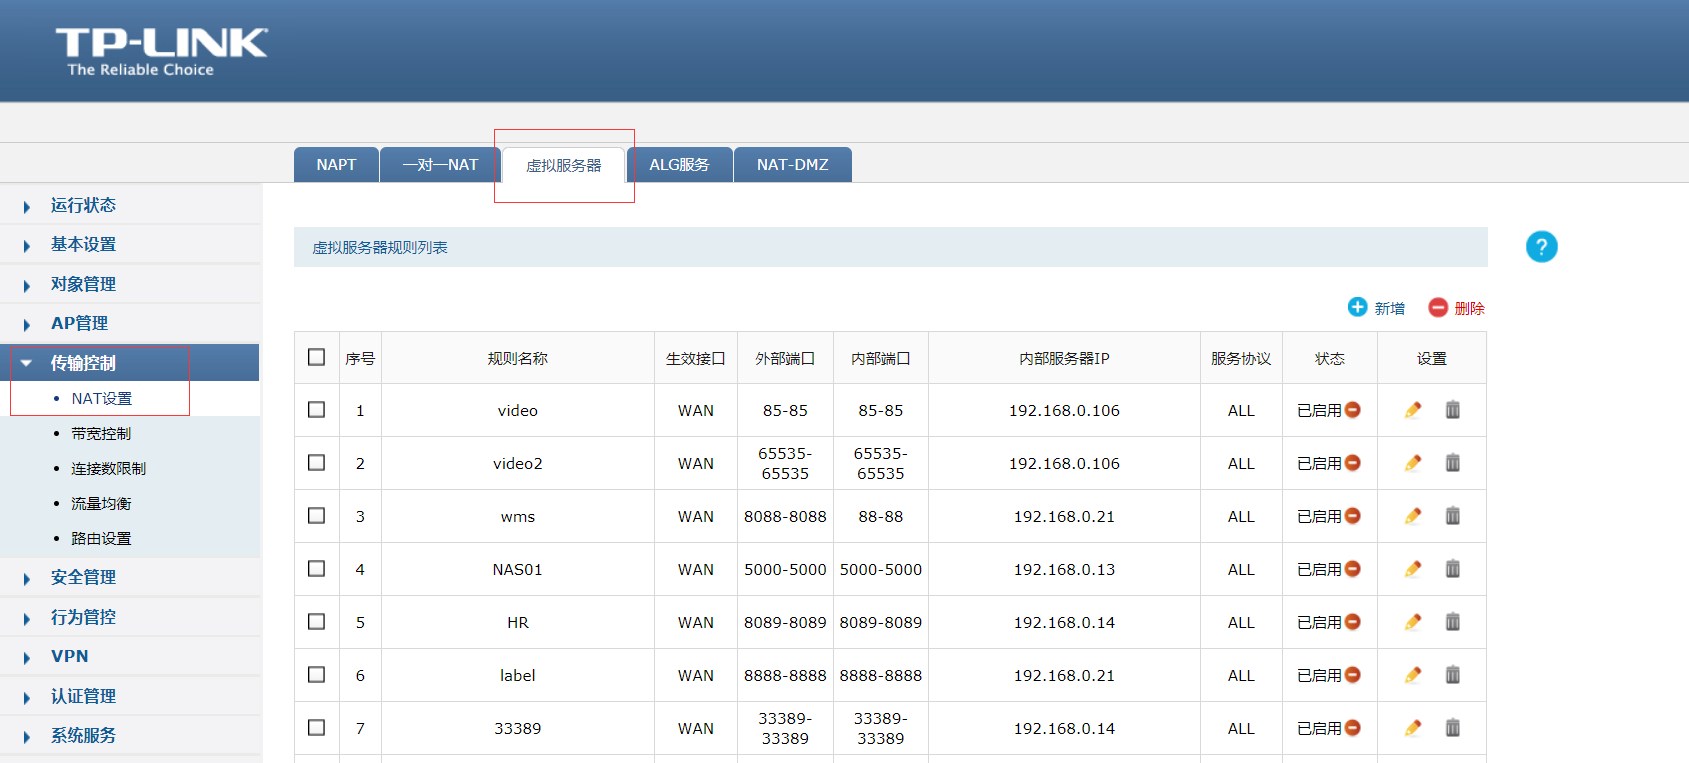 TP-LINK
The Reliable Choice
NAPT 一对一NAT 虚拟服务器 ALG服务 NAT-DMZ
运行状态
基本设置
对象管理
AP管理
传输控制
NAT设置
带宽控制
连接数限制
流量均衡
路由设置
安全管理
行为管控
VPN
认证管理
系统服务
虚拟服务器规则列表
?
新增 删除
序号 规则名称 生效接口 外部端口 内部端口 内部服务器IP 服务协议 状态 设置
1 video WAN 85-85 85-85 192.168.0.106 ALL 已启用
2 video2 WAN 65535-65535 65535-65535 192.168.0.106 ALL 已启用
3 wms WAN 8088-8088 88-88 192.168.0.21 ALL 已启用
4 NAS01 WAN 5000-5000 5000-5000 192.168.0.13 ALL 已启用
5 HR WAN 8089-8089 8089-8089 192.168.0.14 ALL 已启用
6 label WAN 8888-8888 8888-8888 192.168.0.21 ALL 已启用
7 33389 WAN 33389-33389 33389-33389 192.168.0.14 ALL 已启用